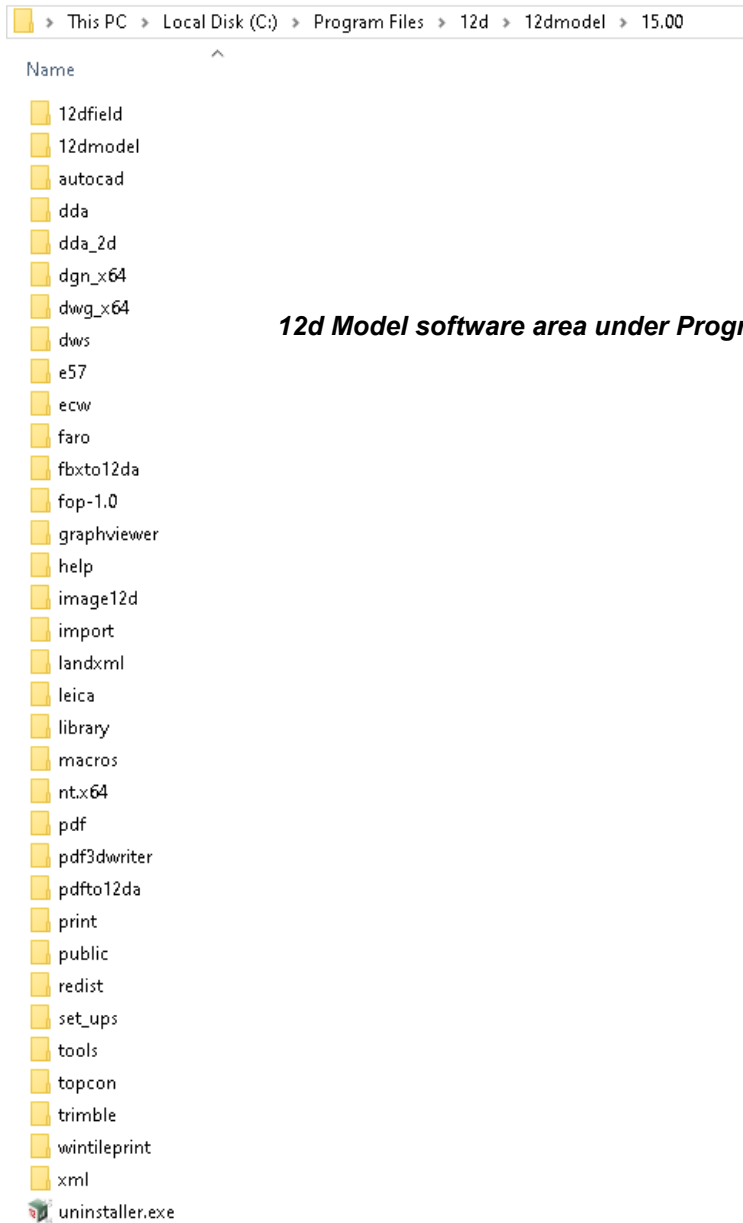 This PC > Local Disk (C:) > Program Files > 12d > 12dmodel > 15.00
Name
12dfield
12dmodel
autocad
dda
dda_2d
dgn_x64
dwg_x64
12d Model software area under Progr
dws
e57
ecw
faro
fbxto12da
fop-1.0
graphviewer
help
image12d
import
landxml
leica
library
macros
nt.x64
pdf
pdf3dwriter
pdfto12da
print
public
redist
set_ups
tools
topcon
trimble
wintileprint
xml
uninstaller.exe